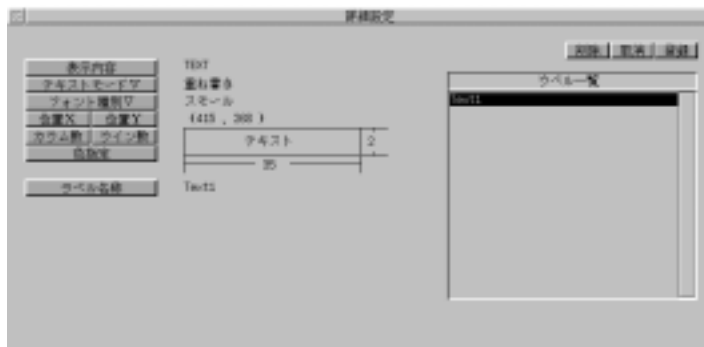 詳細設定
削除 取消 登録
表示内容 TEXT
テキストモード▽ 重ね書き
フォント種別▽ スモール
位置X 位置Y
カラム数 ライン数 テキスト 2
色指定 35
ラベル名称 Text1
ラベル一覧
Text1